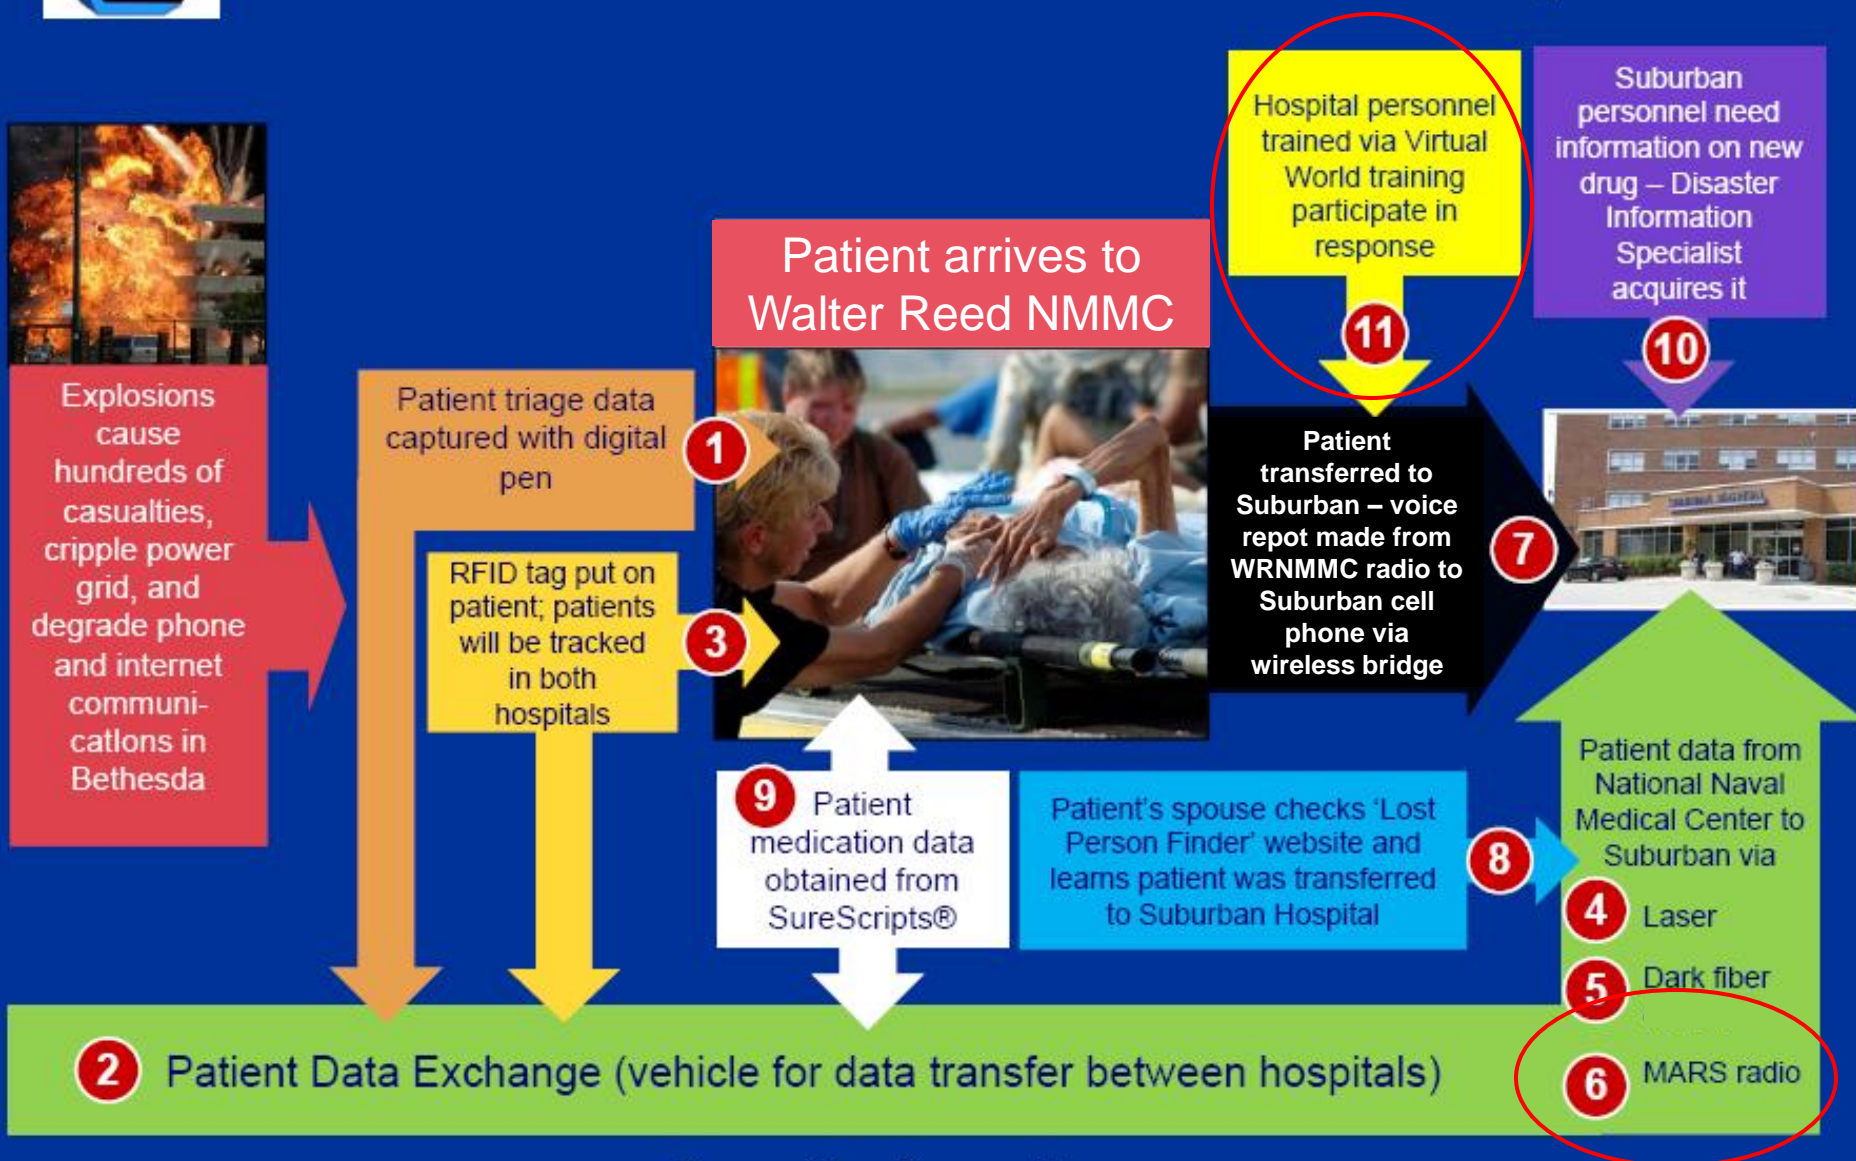 Explosions
cause
hundreds of
casualties,
cripple power
grid, and
degrade phone
and internet
communi-
catIons in
Bethesda
Patient triage data
captured with digital
pen
1
RFID tag put on
patient; patients
will be tracked
in both
hospitals
3
Patient arrives to
Walter Reed NMMC
9
Patient
medication data
obtained from
SureScripts®
Hospital personnel
trained via Virtual
World training
participate in
response
11
Suburban
personnel need
information on new
drug – Disaster
Information
Specialist
acquires it
10
Patient
transferred to
Suburban – voice
repot made from
WRNMMC radio to
Suburban cell
phone via
wireless bridge
7
Patient's spouse checks ‘Lost
Person Finder’ website and
learns patient was transferred
to Suburban Hospital
8
Patient data from
National Naval
Medical Center to
Suburban via
4 Laser
5 Dark fiber
6 MARS radio
2 Patient Data Exchange (vehicle for data transfer between hospitals)